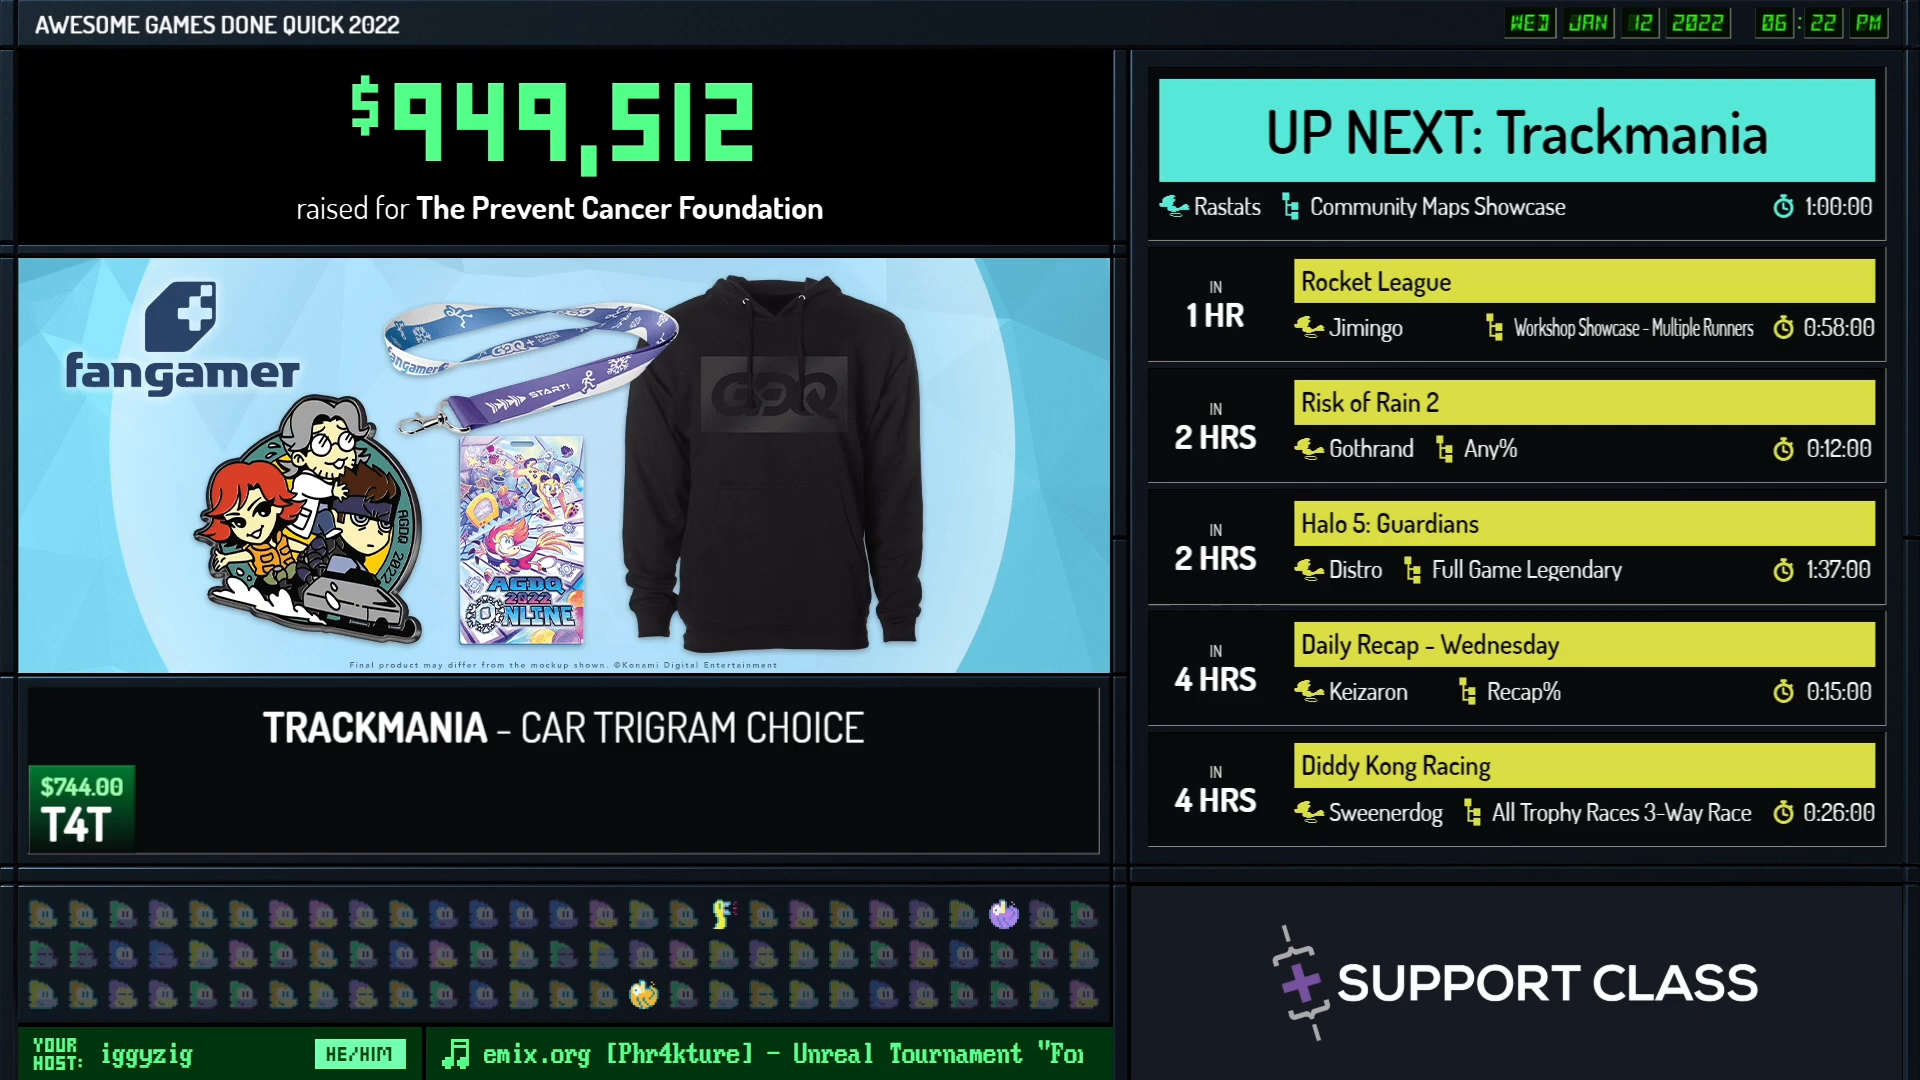 AWESOME GAMES DONE QUICK 2022
WED JAN 12 2022 06:22 PM
$949,512
raised for The Prevent Cancer Foundation
fangamer
fangamer
GDQ
START!
GDQ
AGDQ 2022
AGDQ
2022
ONLINE
Final product may differ from the mockup shown. ©Konami Digital Entertainment
TRACKMANIA - CAR TRIGRAM CHOICE
$744.00
T4T
UP NEXT: Trackmania
Rastats Community Maps Showcase 1:00:00
IN
1 HR
Rocket League
Jimingo Workshop Showcase - Multiple Runners 0:58:00
IN
2 HRS
Risk of Rain 2
Gothrand Any% 0:12:00
IN
2 HRS
Halo 5: Guardians
Distro Full Game Legendary 1:37:00
IN
4 HRS
Daily Recap - Wednesday
Keizaron Recap% 0:15:00
IN
4 HRS
Diddy Kong Racing
Sweenerdog All Trophy Races 3-Way Race 0:26:00
YOUR
HOST: iggyzig HE/HIM
emix.org [Phr4kture] - Unreal Tournament "For
SUPPORT CLASS